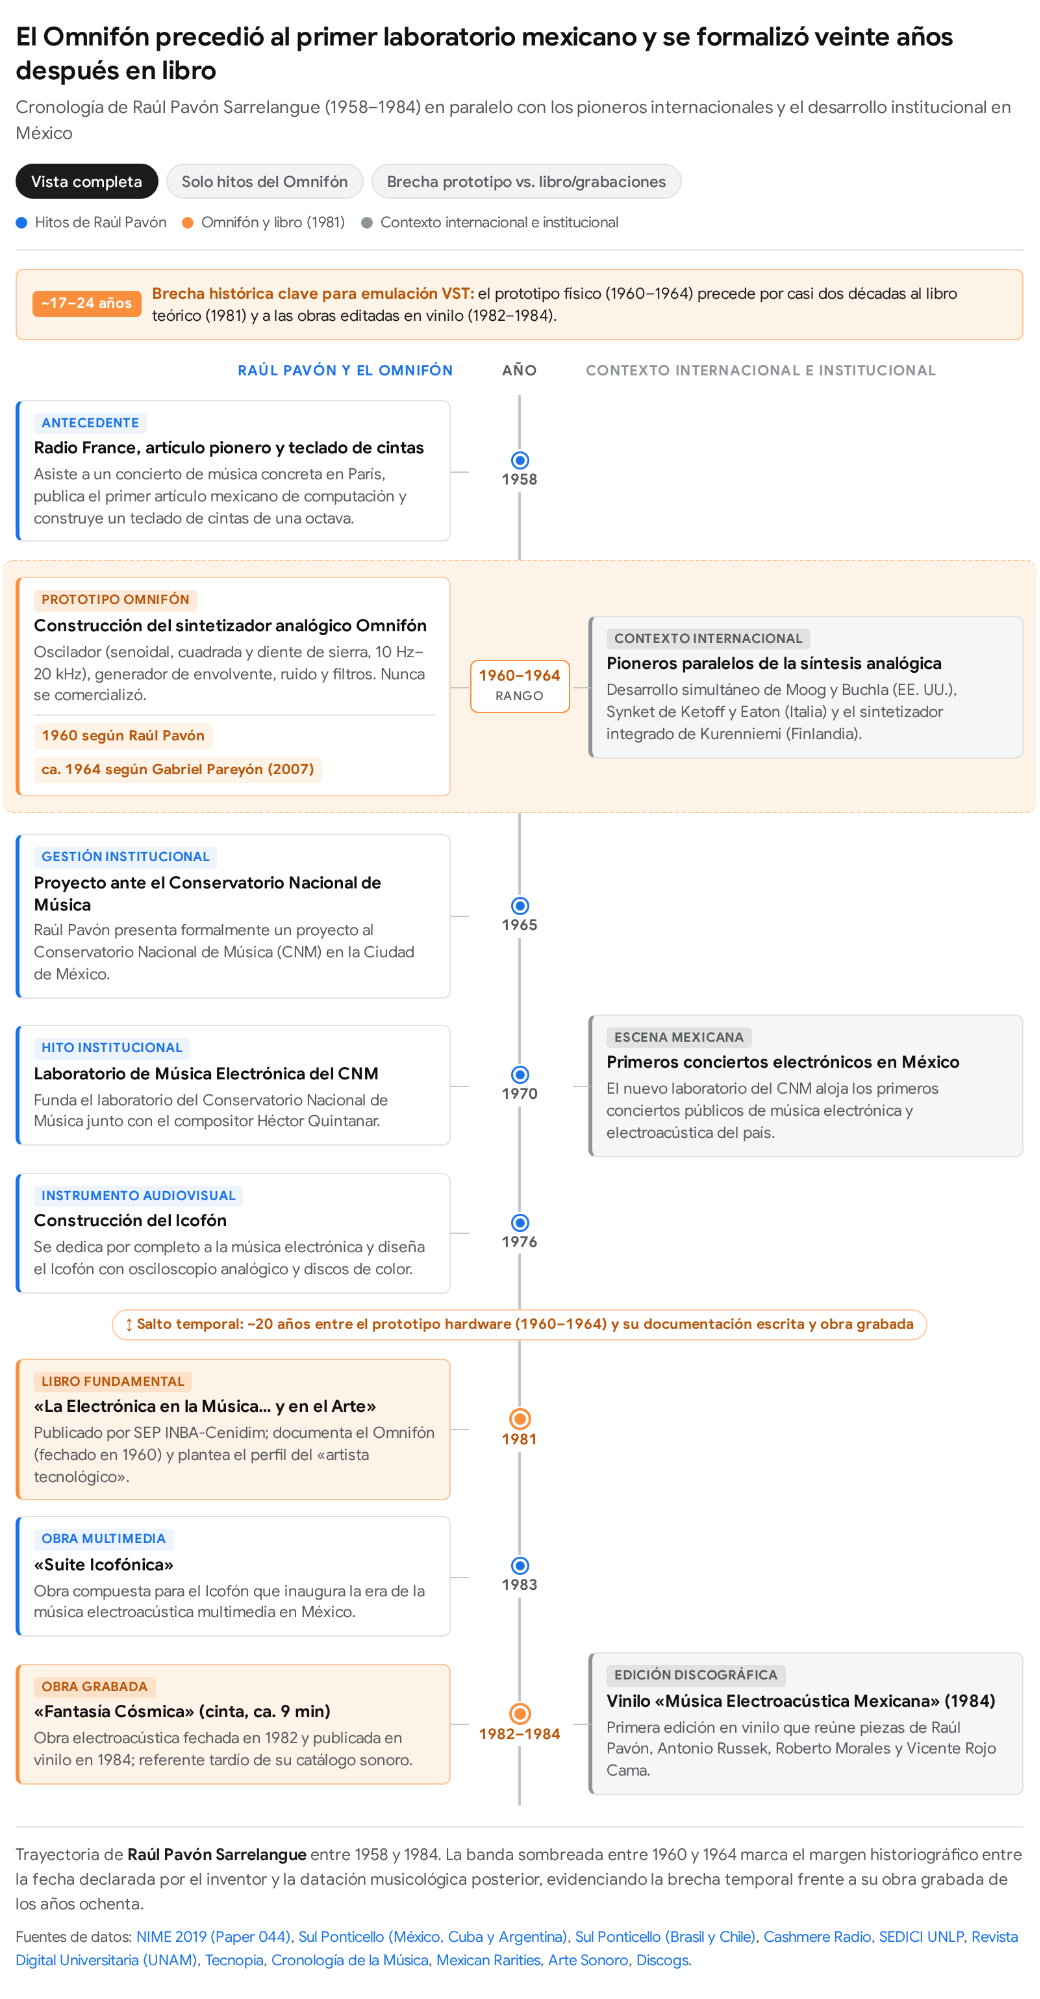 El Omnifón precedió al primer laboratorio mexicano y se formalizó veinte años
después en libro
Cronología de Raúl Pavón Sarrelangue (1958–1984) en paralelo con los pioneros internacionales y el desarrollo institucional en
México
Vista completa
Solo hitos del Omnifón
Brecha prototipo vs. libro/grabaciones
Hitos de Raúl Pavón
Omnifón y libro (1981)
Contexto internacional e institucional
~17–24 años
Brecha histórica clave para emulación VST: el prototipo físico (1960–1964) precede por casi dos décadas al libro
teórico (1981) y a las obras editadas en vinilo (1982–1984).
RAÚL PAVÓN Y EL OMNIFÓN
AÑO
CONTEXTO INTERNACIONAL E INSTITUCIONAL
ANTECEDENTE
Radio France, artículo pionero y teclado de cintas
Asiste a un concierto de música concreta en París,
publica el primer artículo mexicano de computación y
construye un teclado de cintas de una octava.
1958
PROTOTIPO OMNIFÓN
Construcción del sintetizador analógico Omnifón
Oscilador (senoidal, cuadrada y diente de sierra, 10 Hz–
20 kHz), generador de envolvente, ruido y filtros. Nunca
se comercializó.
1960 según Raúl Pavón
ca. 1964 según Gabriel Pareyón (2007)
1960–1964
RANGO
CONTEXTO INTERNACIONAL
Pioneros paralelos de la síntesis analógica
Desarrollo simultáneo de Moog y Buchla (EE. UU.),
Synket de Ketoff y Eaton (Italia) y el sintetizador
integrado de Kurenniemi (Finlandia).
GESTIÓN INSTITUCIONAL
Proyecto ante el Conservatorio Nacional de
Música
Raúl Pavón presenta formalmente un proyecto al
Conservatorio Nacional de Música (CNM) en la Ciudad
de México.
1965
HITO INSTITUCIONAL
Laboratorio de Música Electrónica del CNM
Funda el laboratorio del Conservatorio Nacional de
Música junto con el compositor Héctor Quintanar.
1970
ESCENA MEXICANA
Primeros conciertos electrónicos en México
El nuevo laboratorio del CNM aloja los primeros
conciertos públicos de música electrónica y
electroacústica del país.
INSTRUMENTO AUDIOVISUAL
Construcción del Icofón
Se dedica por completo a la música electrónica y diseña
el Icofón con osciloscopio analógico y discos de color.
1976
↕ Salto temporal: ~20 años entre el prototipo hardware (1960–1964) y su documentación escrita y obra grabada
LIBRO FUNDAMENTAL
«La Electrónica en la Música... y en el Arte»
Publicado por SEP INBA-Cenidim; documenta el Omnifón
(fechado en 1960) y plantea el perfil del «artista
tecnológico».
1981
OBRA MULTIMEDIA
«Suite Icofónica»
Obra compuesta para el Icofón que inaugura la era de la
música electroacústica multimedia en México.
1983
OBRA GRABADA
«Fantasía Cósmica» (cinta, ca. 9 min)
Obra electroacústica fechada en 1982 y publicada en
vinilo en 1984; referente tardío de su catálogo sonoro.
1982–1984
EDICIÓN DISCOGRÁFICA
Vinilo «Música Electroacústica Mexicana» (1984)
Primera edición en vinilo que reúne piezas de Raúl
Pavón, Antonio Russek, Roberto Morales y Vicente Rojo
Cama.
Trayectoria de Raúl Pavón Sarrelangue entre 1958 y 1984. La banda sombreada entre 1960 y 1964 marca el margen historiográfico entre
la fecha declarada por el inventor y la datación musicológica posterior, evidenciando la brecha temporal frente a su obra grabada de
los años ochenta.
Fuentes de datos: NIME 2019 (Paper 044), Sul Ponticello (México, Cuba y Argentina), Sul Ponticello (Brasil y Chile), Cashmere Radio, SEDICI UNLP, Revista
Digital Universitaria (UNAM), Tecnopia, Cronología de la Música, Mexican Rarities, Arte Sonoro, Discogs.